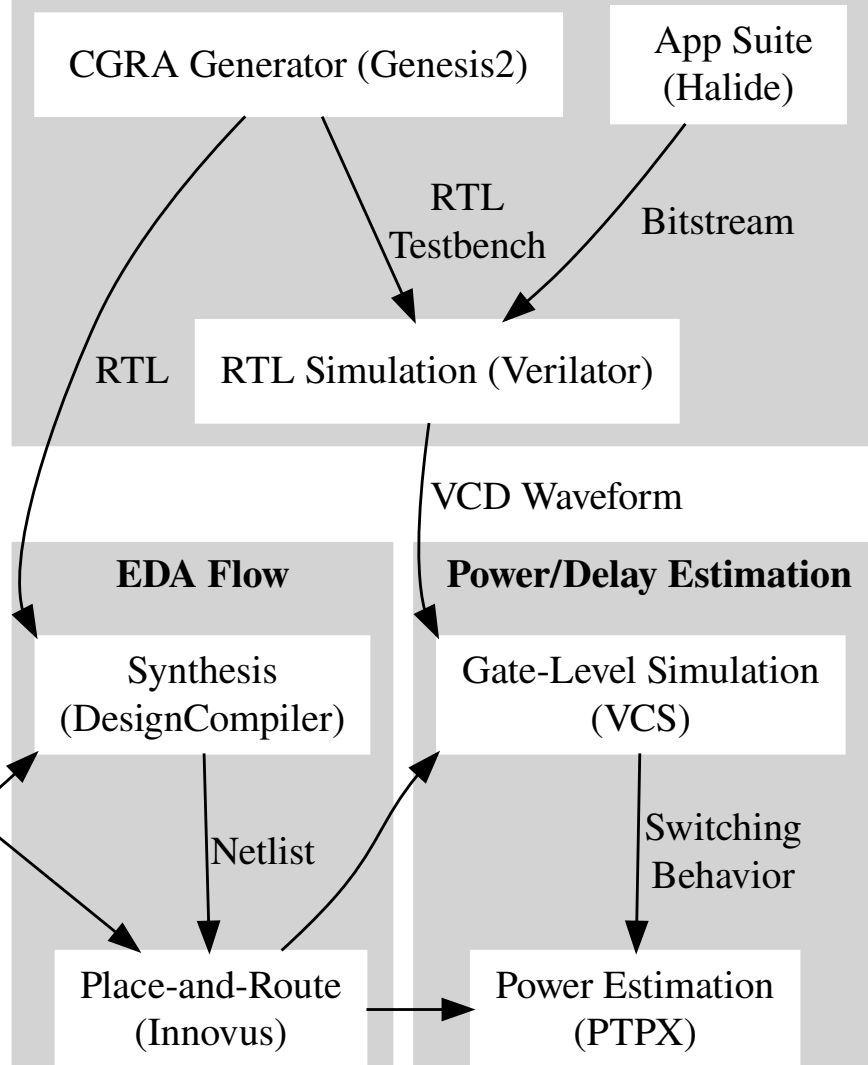 CGRA Generator (Genesis2)
App Suite
(Halide)
RTL
Testbench
Bitstream
RTL
RTL Simulation (Verilator)
VCD Waveform
EDA Flow
Power/Delay Estimation
Synthesis
(DesignCompiler)
Gate-Level Simulation
(VCS)
Netlist
Switching
Behavior
Place-and-Route
(Innovus)
Power Estimation
(PTPX)